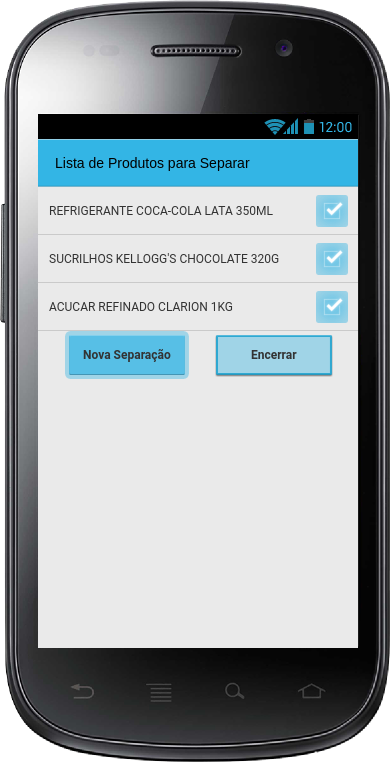 12:00
Lista de Produtos para Separar
REFRIGERANTE COCA-COLA LATA 350ML
SUCRILHOS KELLOGG'S CHOCOLATE 320G
ACUCAR REFINADO CLARION 1KG
Nova Separação Encerrar